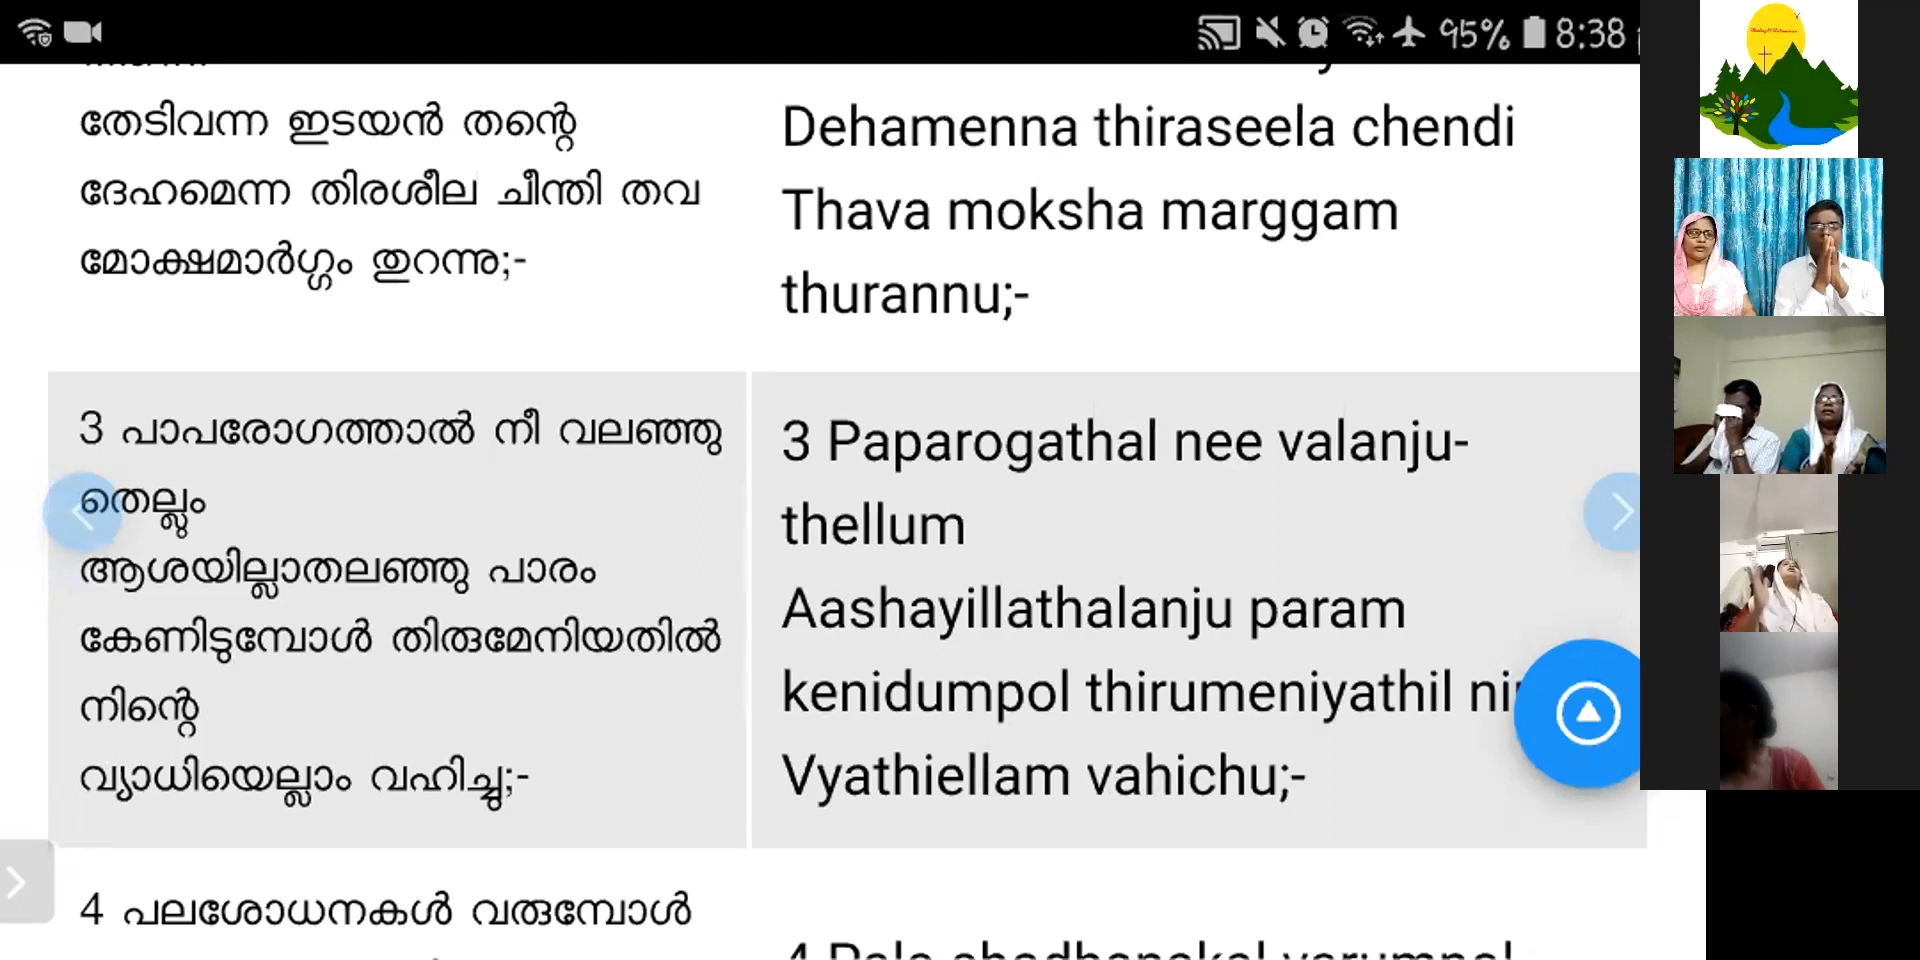 95% 8:38
തേടിവന്ന ഇടയൻ തന്റെ
ദേഹമെന്ന തിരശീല ചീന്തി തവ
മോക്ഷമാർഗ്ഗം തുറന്നു;-
Dehamenna thiraseela chendi
Thava moksha marggam
thurannu;-
3 പാപരോഗത്താൽ നീ വലഞ്ഞു
തെല്ലും
ആശയില്ലാതലഞ്ഞു പാരം
കേണിടുമ്പോൾ തിരുമേനിയതിൽ
നിന്റെ
വ്യാധിയെല്ലാം വഹിച്ചു;-
3 Paparogathal nee valanju-
thellum
Aashayillathalanju param
kenidumpol thirumeniyathil
Vyathiellam vahichu;-
4 പലശോധനകൾ വരുമ്പോൾ